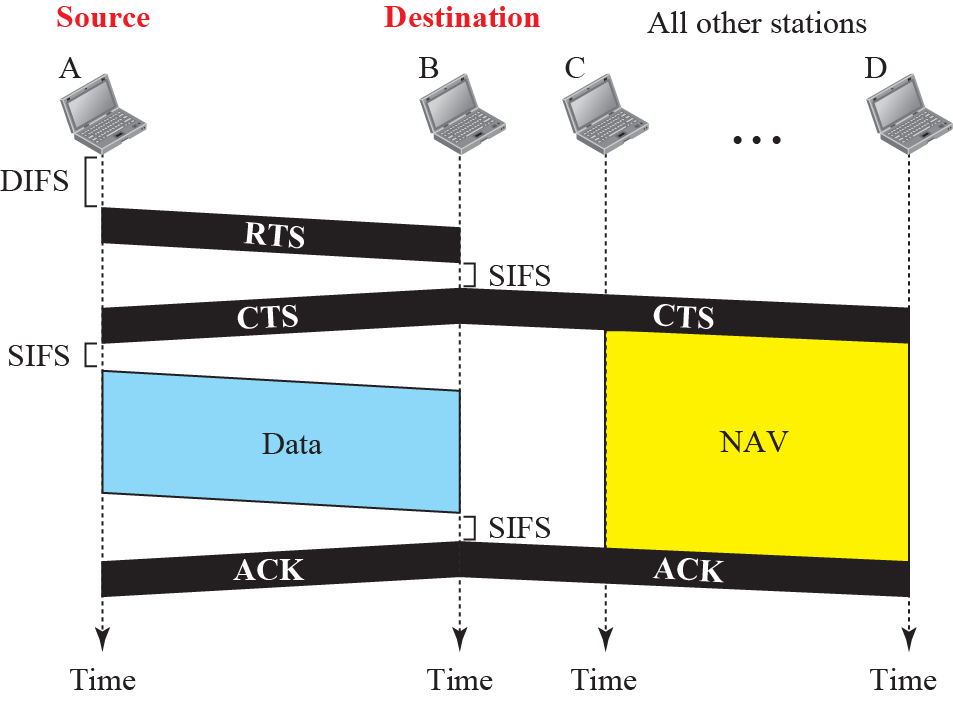 Source
Destination
All other stations
A
B
C
D
...
DIFS
RTS
SIFS
CTS
CTS
SIFS
Data
NAV
SIFS
ACK
ACK
Time
Time
Time
Time